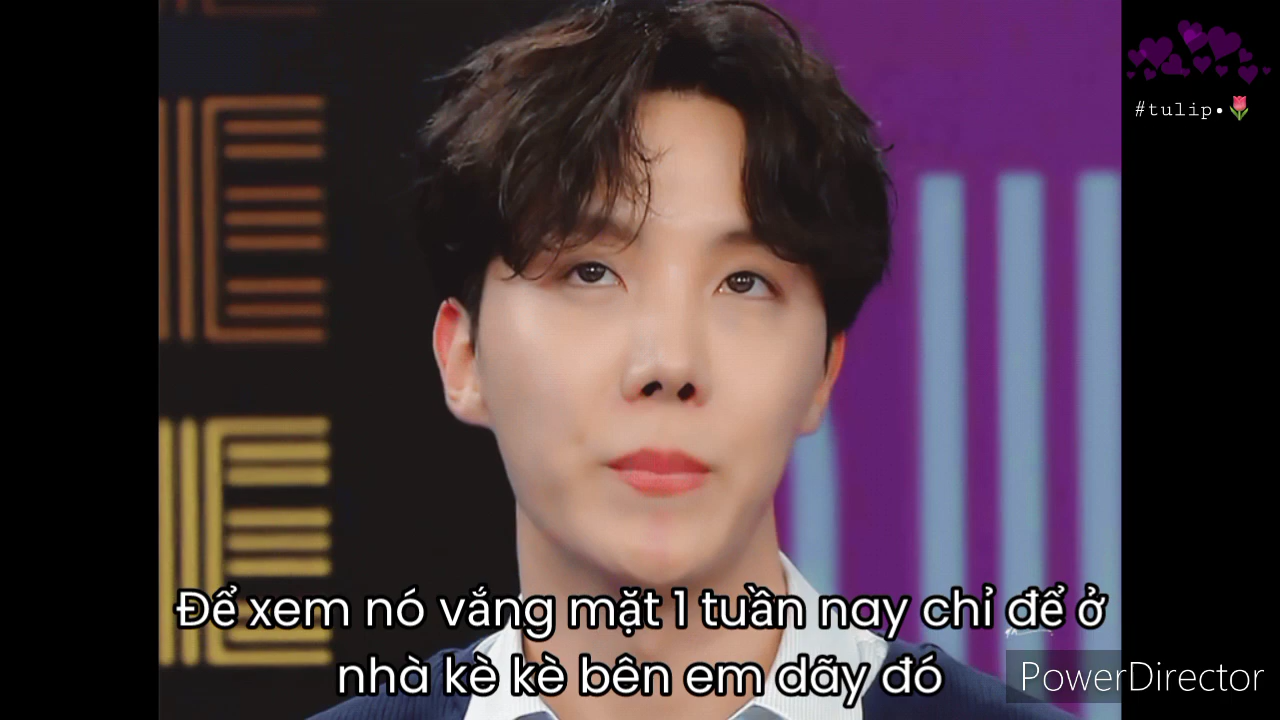 #tulip•🌷
Để xem nó vắng mặt 1 tuần nay chỉ để ở
nhà kè kè bên em dãy đó
PowerDirector